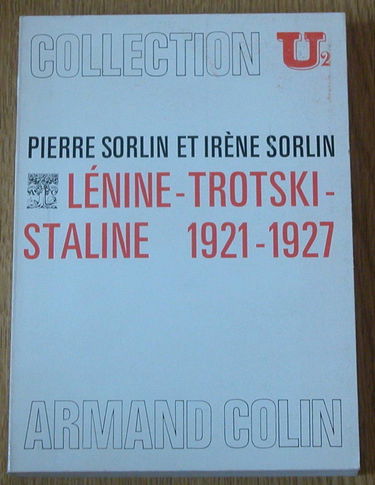 COLLECTION U2
PIERRE SORLIN ET IRÈNE SORLIN
LÉNINE-TROTSKI-
STALINE 1921-1927
ARMAND COLIN